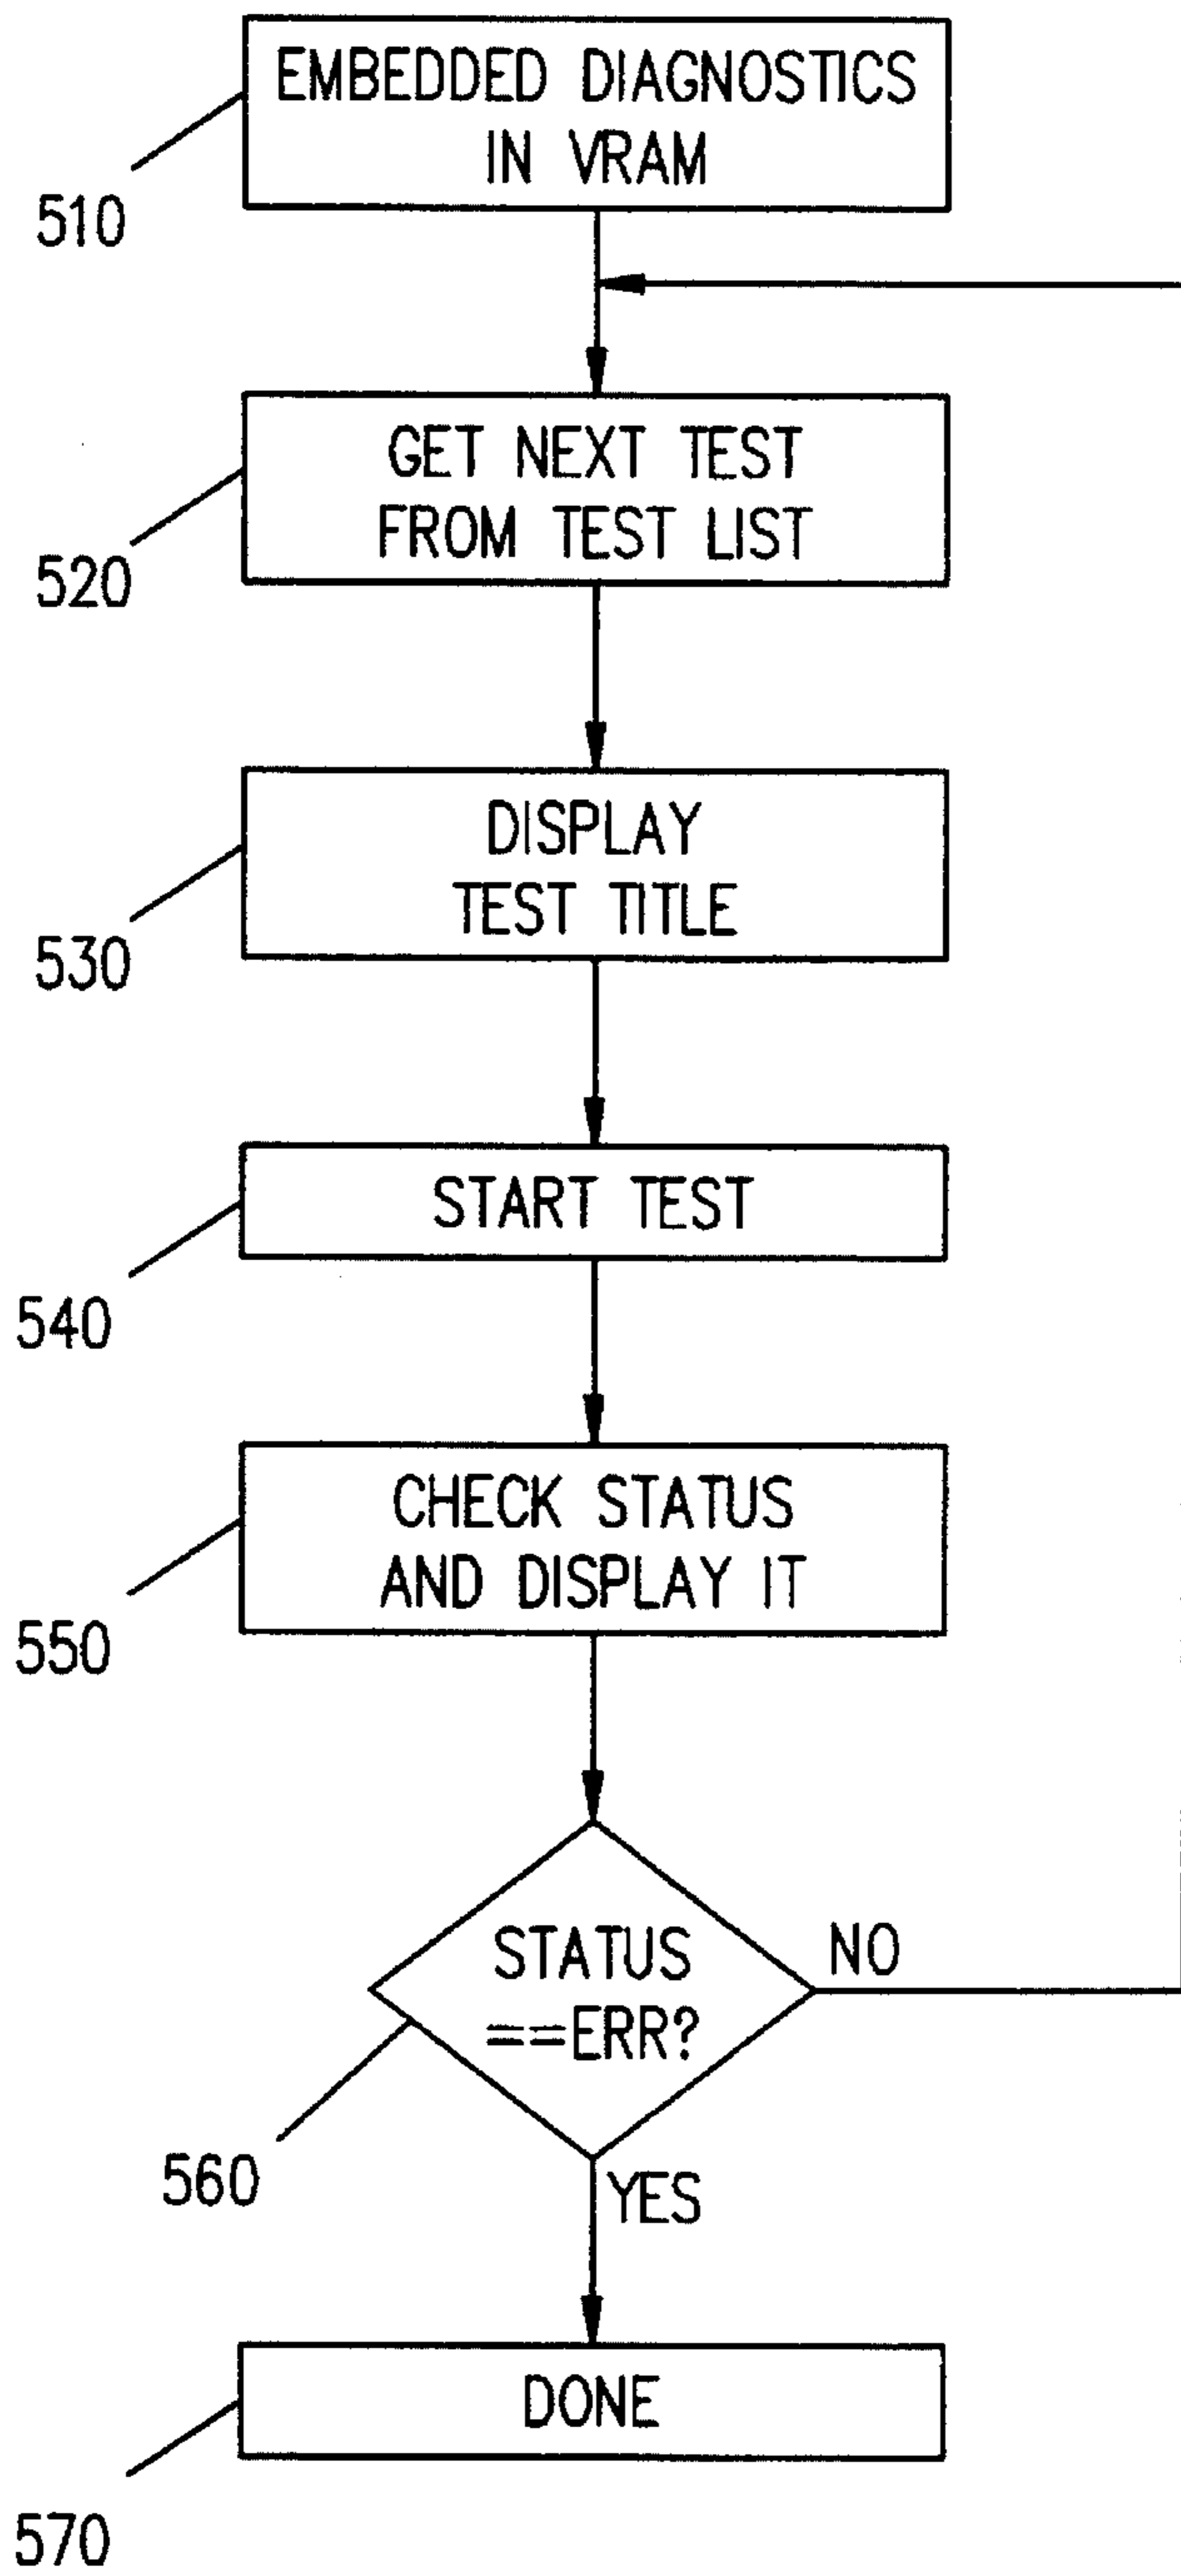 EMBEDDED DIAGNOSTICS
IN VRAM
510
GET NEXT TEST
FROM TEST LIST
520
DISPLAY
TEST TITLE
530
START TEST
540
CHECK STATUS
AND DISPLAY IT
550
STATUS
==ERR?
NO
560
YES
DONE
570